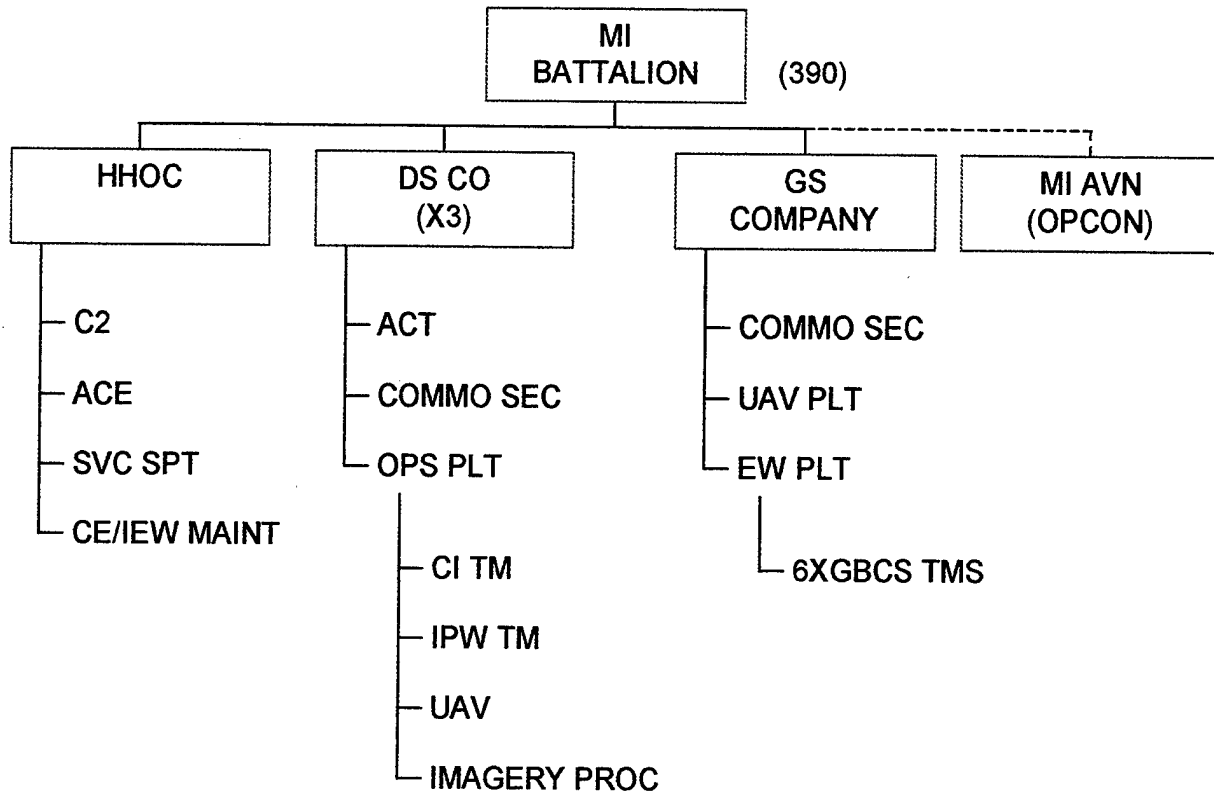 MI
BATTALION
(390)
HHOC
DS CO
(X3)
GS
COMPANY
MI AVN
(OPCON)
C2
ACE
SVC SPT
CE/IEW MAINT
ACT
COMMO SEC
OPS PLT
CI TM
IPW TM
UAV
IMAGERY PROC
COMMO SEC
UAV PLT
EW PLT
6XGBCS TMS